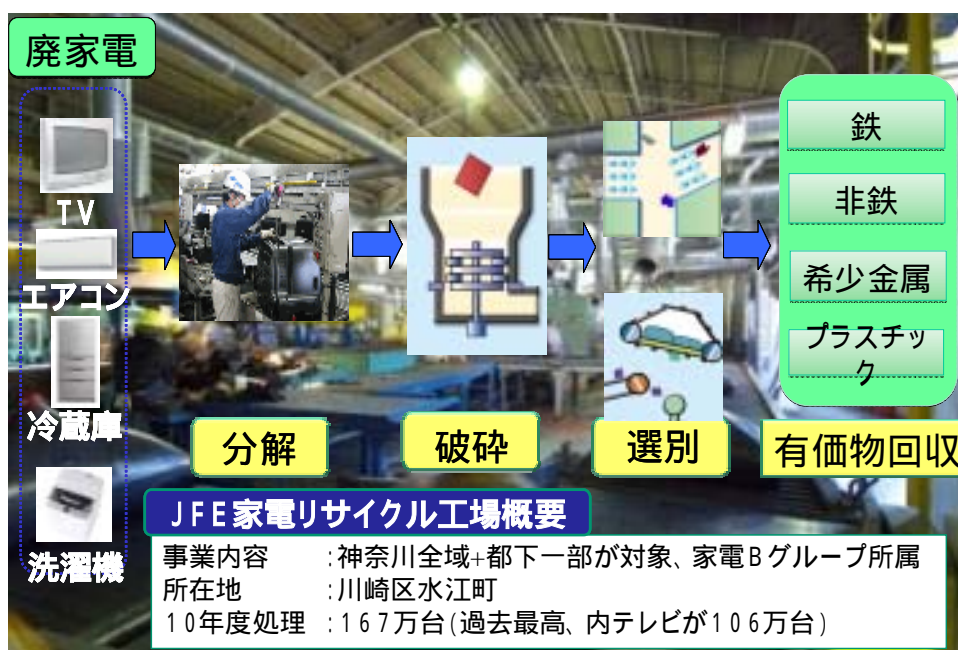 廃家電
TV
エアコン
冷蔵庫
洗濯機
分解
破砕
選別
鉄
非鉄
希少金属
プラスチッ
ク
有価物回収
JFE家電リサイクル工場概要
事業内容　:神奈川全域+都下一部が対象、家電Bグループ所属
所在地　:川崎区水江町
10年度処理　:167万台(過去最高、内テレビが106万台)